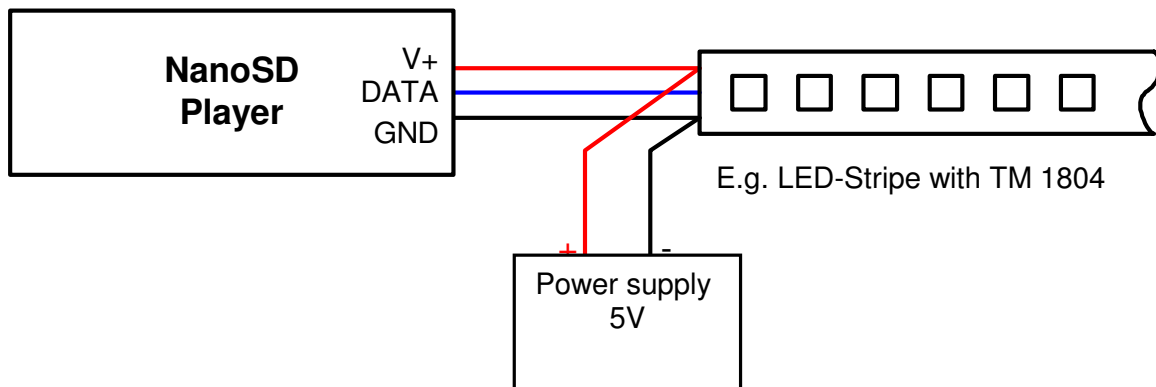 NanoSD
Player
V+
DATA
GND
E.g. LED-Stripe with TM 1804
+ -
Power supply
5V